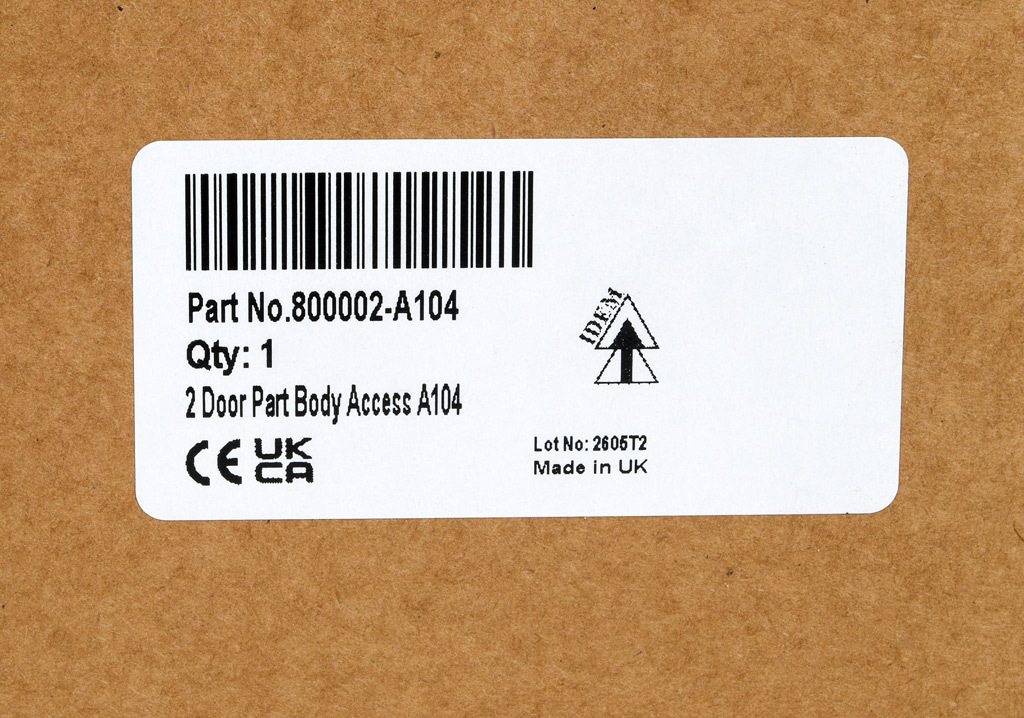 Part No.800002-A104
Qty: 1
2 Door Part Body Access A104
CE UK
CA
IDEM
Lot No: 2605T2
Made in UK